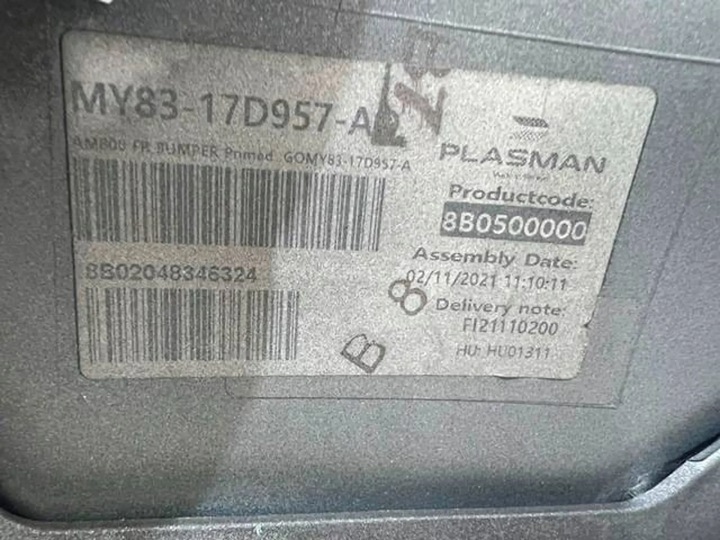 MY83-17D957-A
AM800 FR BUMPER Primed GOMY83-17D957-A
8B02048346324
PLASMAN
Productcode:
8B0500000
Assembly Date:
02/11/2021 11:10:11
Delivery note:
FI21110200
HU: HU01311
8
B